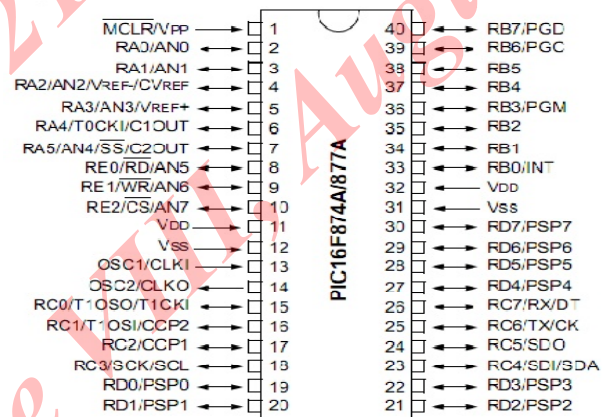 MCLR/VPP 1 40 RB7/PGD
RA0/AN0 2 39 RB6/PGC
RA1/AN1 3 38 RB5
RA2/AN2/VREF-/CVREF 4 37 RB4
RA3/AN3/VREF+ 5 36 RB3/PGM
RA4/T0CKI/C1OUT 6 35 RB2
RA5/AN4/SS/C2OUT 7 34 RB1
RE0/RD/AN5 8 33 RB0/INT
RE1/WR/AN6 9 32 VDD
RE2/CS/AN7 10 31 VSS
VDD 11 30 RD7/PSP7
VSS 12 29 RD6/PSP6
OSC1/CLKI 13 28 RD5/PSP5
OSC2/CLKO 14 27 RD4/PSP4
RC0/T1OSO/T1CKI 15 26 RC7/RX/DT
RC1/T1OSI/CCP2 16 25 RC6/TX/CK
RC2/CCP1 17 24 RC5/SDO
RC3/SCK/SCL 18 23 RC4/SDI/SDA
RD0/PSP0 19 22 RD3/PSP3
RD1/PSP1 20 21 RD2/PSP2
PIC16F874A/877A
VIII,